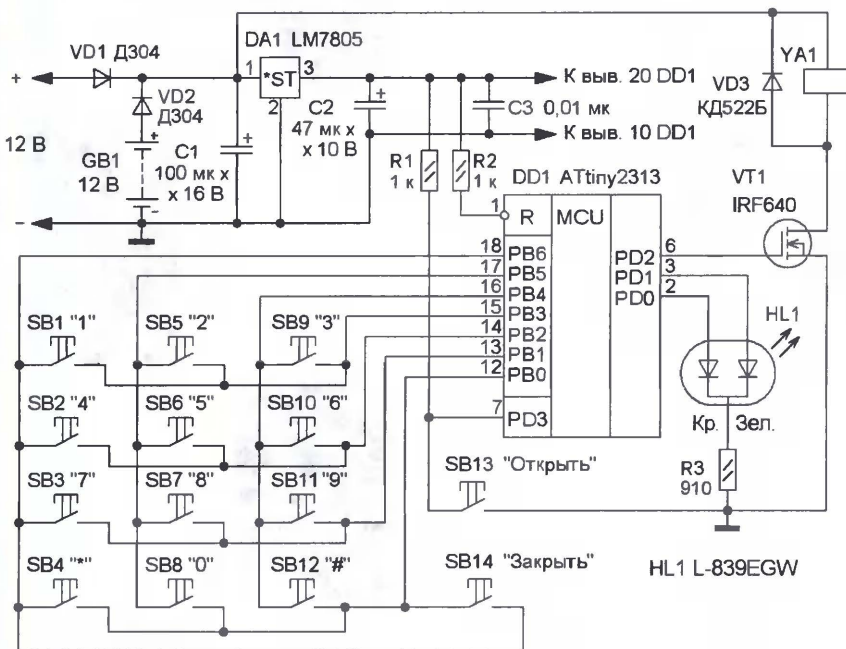 DA1 LM7805
VD1 Д304
+
1
*ST
3
2
К выв. 20 DD1
VD2
Д304
+
C2
47 мк х
х 10 В
+
C3 0,01 мк
К выв. 10 DD1
12 В
GB1
12 В
+
−
C1
100 мк х
х 16 В
+
−
R1
1 к
R2
1 к
VD3
КД522Б
YA1
VT1
IRF640
DD1 ATtiny2313
1
R
MCU
18 PB6
17 PB5
16 PB4
15 PB3
14 PB2
13 PB1
12 PB0
7 PD3
PD2 6
PD1 3
PD0 2
HL1
Кр. Зел.
R3
910
SB1 "1"
SB5 "2"
SB9 "3"
SB2 "4"
SB6 "5"
SB10 "6"
SB3 "7"
SB7 "8"
SB11 "9"
SB4 "*"
SB8 "0"
SB12 "#"
SB13 "Открыть"
SB14 "Закрыть"
HL1 L-839EGW